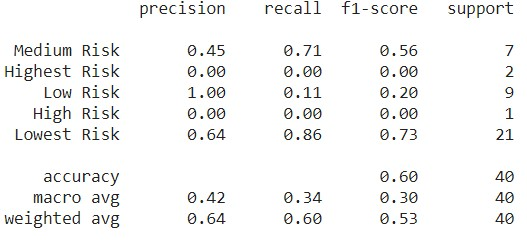 precision recall f1-score support
Medium Risk 0.45 0.71 0.56 7
Highest Risk 0.00 0.00 0.00 2
Low Risk 1.00 0.11 0.20 9
High Risk 0.00 0.00 0.00 1
Lowest Risk 0.64 0.86 0.73 21
accuracy 0.60 40
macro avg 0.42 0.34 0.30 40
weighted avg 0.64 0.60 0.53 40